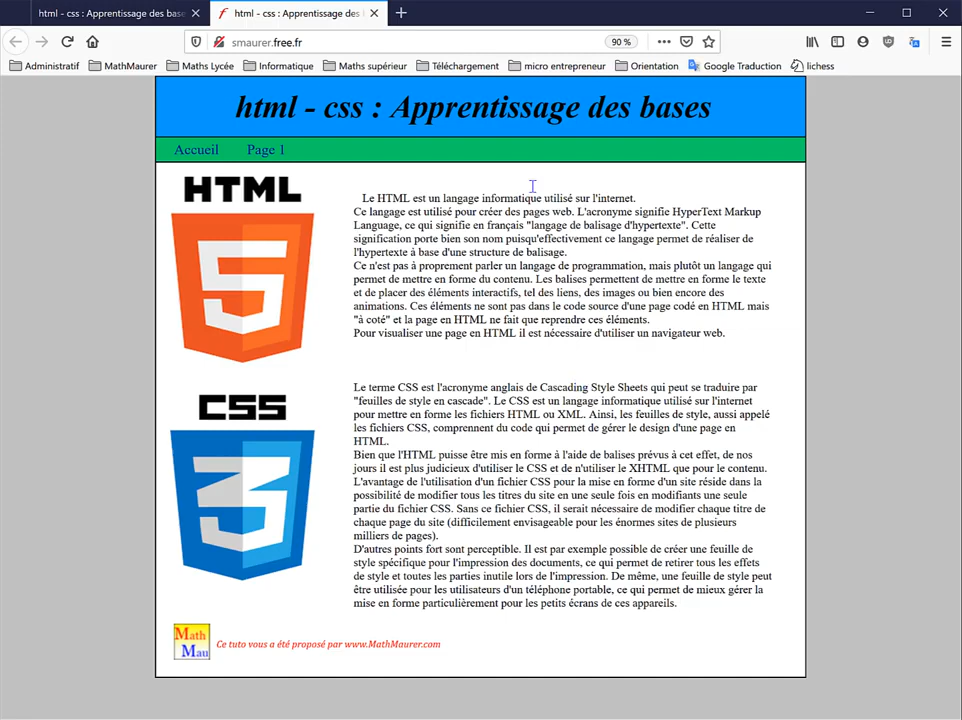 html - css : Apprentissage des base
html - css : Apprentissage des
smaurer.free.fr
90 %
Administratif
MathMaurer
Maths Lycée
Informatique
Maths supérieur
Téléchargement
micro entrepreneur
Orientation
Google Traduction
lichess
html - css : Apprentissage des bases
Accueil
Page 1
HTML
5
Le HTML est un langage informatique utilisé sur l'internet.
Ce langage est utilisé pour créer des pages web. L'acronyme signifie HyperText Markup
Language, ce qui signifie en français "langage de balisage d'hypertexte". Cette
signification porte bien son nom puisqu'effectivement ce langage permet de réaliser de
l'hypertexte à base d'une structure de balisage.
Ce n'est pas à proprement parler un langage de programmation, mais plutôt un langage qui
permet de mettre en forme du contenu. Les balises permettent de mettre en forme le texte
et de placer des éléments interactifs, tel des liens, des images ou bien encore des
animations. Ces éléments ne sont pas dans le code source d'une page codé en HTML mais
"à coté" et la page en HTML ne fait que reprendre ces éléments.
Pour visualiser une page en HTML il est nécessaire d'utiliser un navigateur web.
CSS
3
Le terme CSS est l'acronyme anglais de Cascading Style Sheets qui peut se traduire par
"feuilles de style en cascade". Le CSS est un langage informatique utilisé sur l'internet
pour mettre en forme les fichiers HTML ou XML. Ainsi, les feuilles de style, aussi appelé
les fichiers CSS, comprennent du code qui permet de gérer le design d'une page en
HTML.
Bien que l'HTML puisse être mis en forme à l'aide de balises prévus à cet effet, de nos
jours il est plus judicieux d'utiliser le CSS et de n'utiliser le XHTML que pour le contenu.
L'avantage de l'utilisation d'un fichier CSS pour la mise en forme d'un site réside dans la
possibilité de modifier tous les titres du site en une seule fois en modifiants une seule
partie du fichier CSS. Sans ce fichier CSS, il serait nécessaire de modifier chaque titre de
chaque page du site (difficilement envisageable pour les énormes sites de plusieurs
milliers de pages).
D'autres points fort sont perceptible. Il est par exemple possible de créer une feuille de
style spécifique pour l'impression des documents, ce qui permet de retirer tous les effets
de style et toutes les parties inutile lors de l'impression. De même, une feuille de style peut
être utilisée pour les utilisateurs d'un téléphone portable, ce qui permet de mieux gérer la
mise en forme particulièrement pour les petits écrans de ces appareils.
Math
Mau
Ce tuto vous a été proposé par www.MathMaurer.com